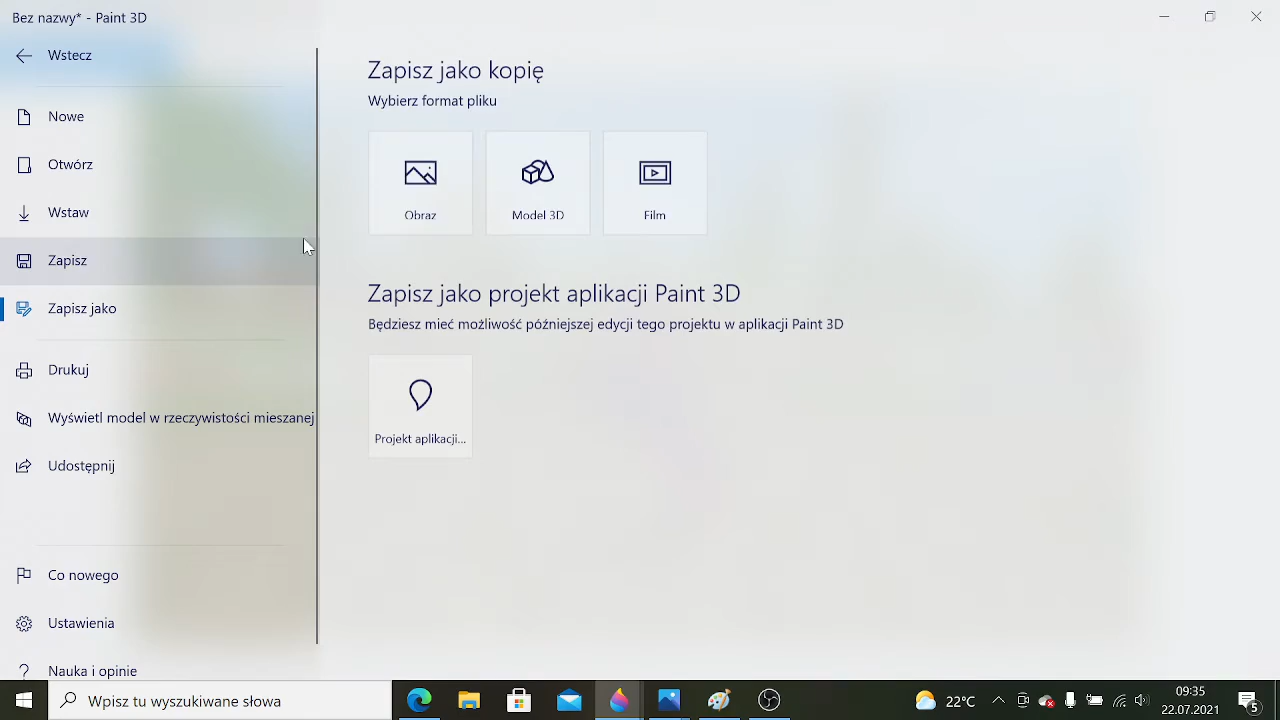 Bez nazwy* - Paint 3D
Wstecz
Nowe
Otwórz
Wstaw
Zapisz
Zapisz jako
Drukuj
Wyświetl model w rzeczywistości mieszanej
Udostępnij
Co nowego
Ustawienia
Nauka i opinie
Zapisz jako kopię
Wybierz format pliku
Obraz
Model 3D
Film
Zapisz jako projekt aplikacji Paint 3D
Będziesz mieć możliwość późniejszej edycji tego projektu w aplikacji Paint 3D
Projekt aplikacji...
Wpisz tu wyszukiwane słowa
22°C
09:35
22.07.2021
5